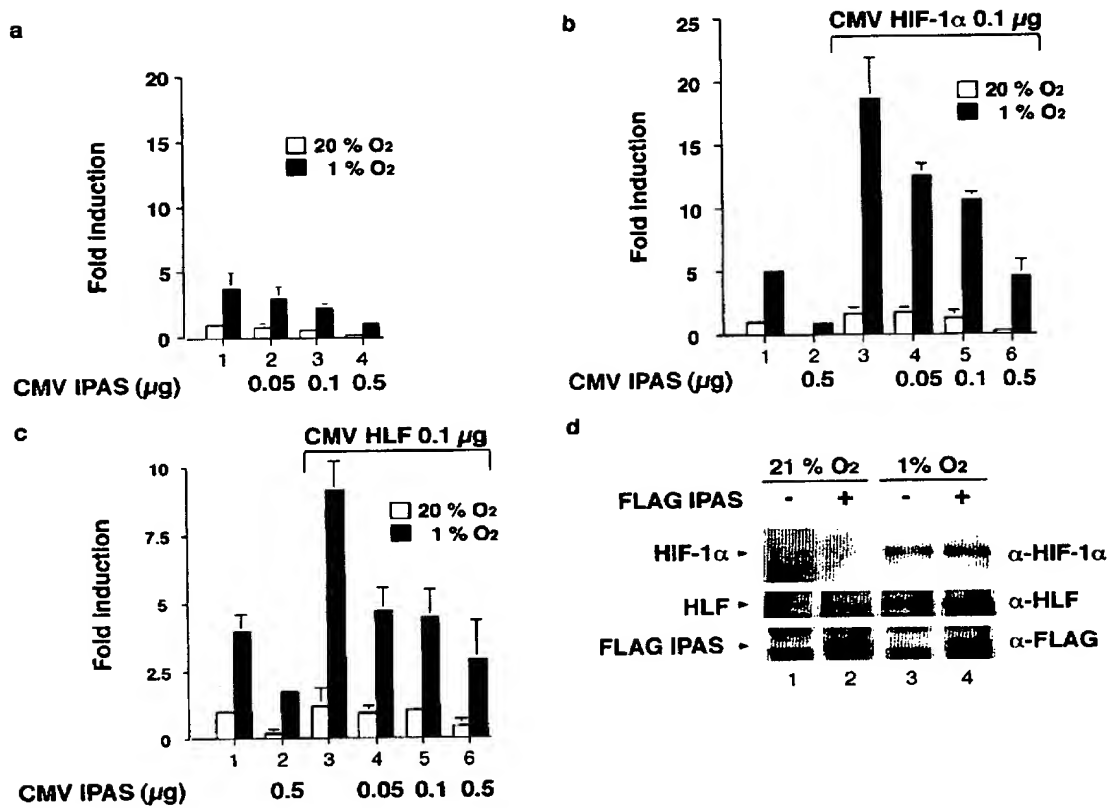 a
20
15
10
5
0
Fold induction
20 % O2
1 % O2
1 2 3 4
CMV IPAS (µg) 0.05 0.1 0.5
b
CMV HIF-1α 0.1 µg
25
20
15
10
5
0
Fold induction
20 % O2
1 % O2
1 2 3 4 5 6
CMV IPAS (µg) 0.5 0.05 0.1 0.5
c
CMV HLF 0.1 µg
10
7.5
5
2.5
0
Fold induction
20 % O2
1 % O2
1 2 3 4 5 6
CMV IPAS (µg) 0.5 0.05 0.1 0.5
d
21 % O2 1% O2
FLAG IPAS - + - +
HIF-1α α-HIF-1α
HLF α-HLF
FLAG IPAS α-FLAG
1 2 3 4